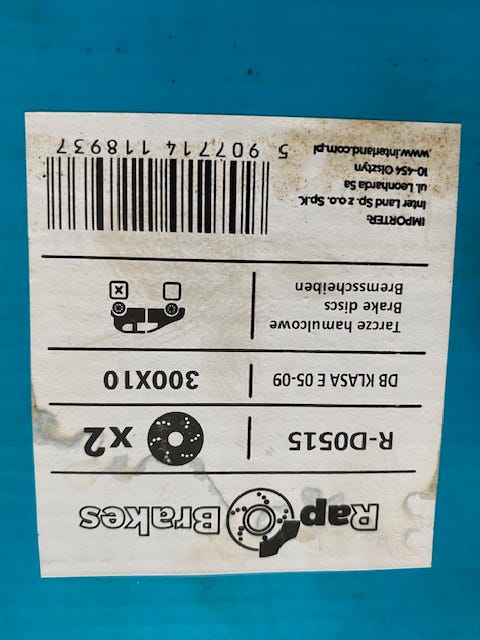 Rap Brakes
R-D0515 x2
DB KLASA E 05-09 300X10
Tarcze hamulcowe
Brake discs
Bremsscheiben
X
IMPORTER:
Inter Land Sp. z o.o Sp.K.
ul. Leonharda 5a
10-454 Olsztyn
www.interland.com.pl
5 907714 118937